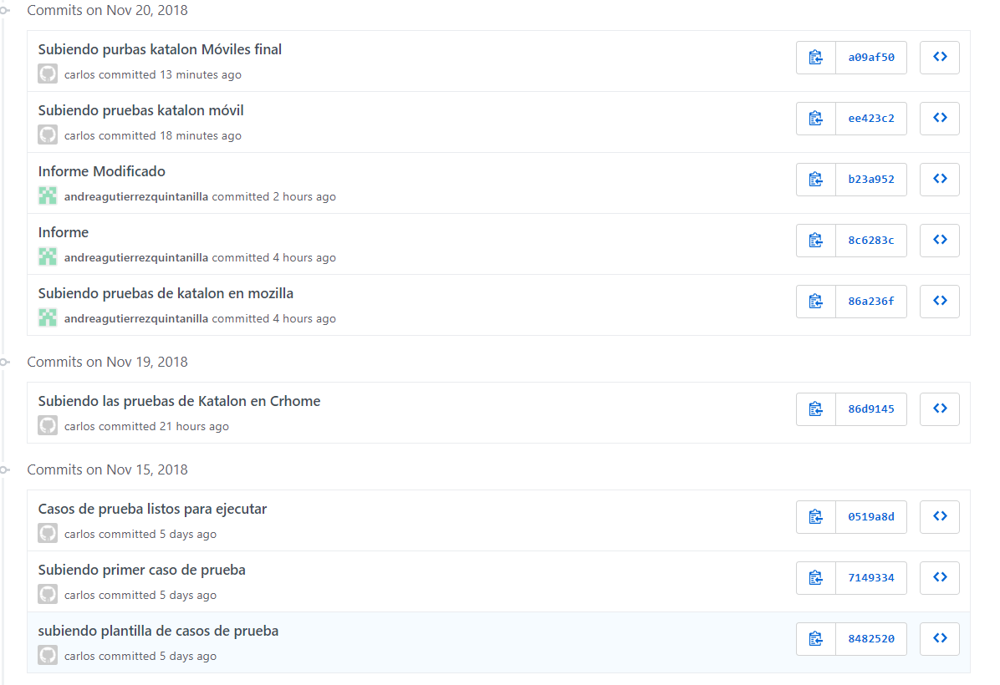 Commits on Nov 20, 2018
Subiendo purbas katalon Móviles final
a09af50
carlos committed 13 minutes ago
Subiendo pruebas katalon móvil
ee423c2
carlos committed 18 minutes ago
Informe Modificado
b23a952
andreagutierrezquintanilla committed 2 hours ago
Informe
8c6283c
andreagutierrezquintanilla committed 4 hours ago
Subiendo pruebas de katalon en mozilla
86a236f
andreagutierrezquintanilla committed 4 hours ago
Commits on Nov 19, 2018
Subiendo las pruebas de Katalon en Crhome
86d9145
carlos committed 21 hours ago
Commits on Nov 15, 2018
Casos de prueba listos para ejecutar
0519a8d
carlos committed 5 days ago
Subiendo primer caso de prueba
7149334
carlos committed 5 days ago
subiendo plantilla de casos de prueba
8482520
carlos committed 5 days ago